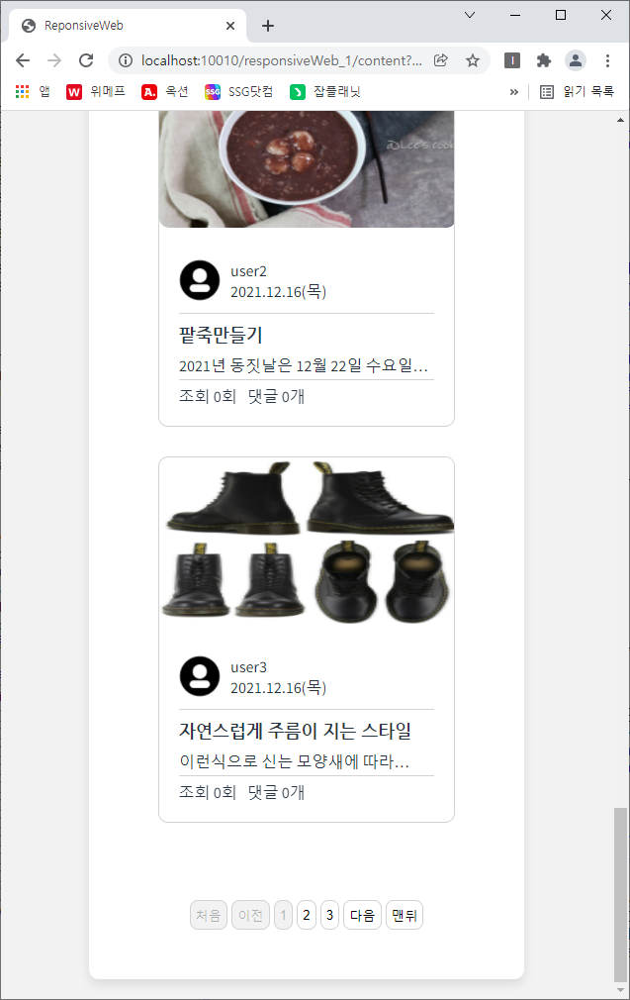 ReponsiveWeb
localhost:10010/responsiveWeb_1/content?...
앱 위메프 옥션 SSG닷컴 잡플래닛 » 읽기 목록
@Lee's cook
user2
2021.12.16(목)
팥죽만들기
2021년 동짓날은 12월 22일 수요일...
조회 0회 댓글 0개
user3
2021.12.16(목)
자연스럽게 주름이 지는 스타일
이런식으로 신는 모양새에 따라...
조회 0회 댓글 0개
처음 이전 1 2 3 다음 맨뒤